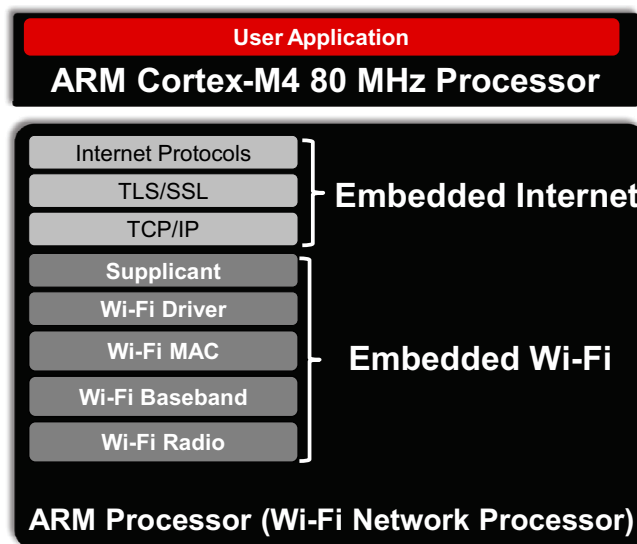 User Application
ARM Cortex-M4 80 MHz Processor
Internet Protocols
TLS/SSL
TCP/IP
Embedded Internet
Supplicant
Wi-Fi Driver
Wi-Fi MAC
Wi-Fi Baseband
Wi-Fi Radio
Embedded Wi-Fi
ARM Processor (Wi-Fi Network Processor)